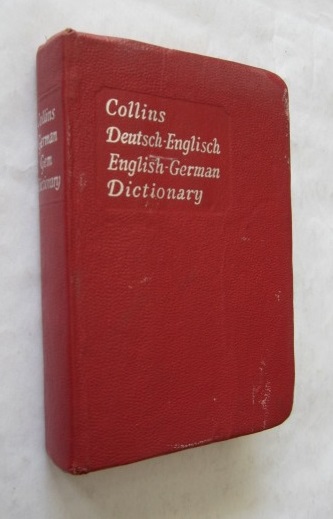 Collins
German
Gem
Dictionary
Collins
Deutsch-Englisch
English-German
Dictionary